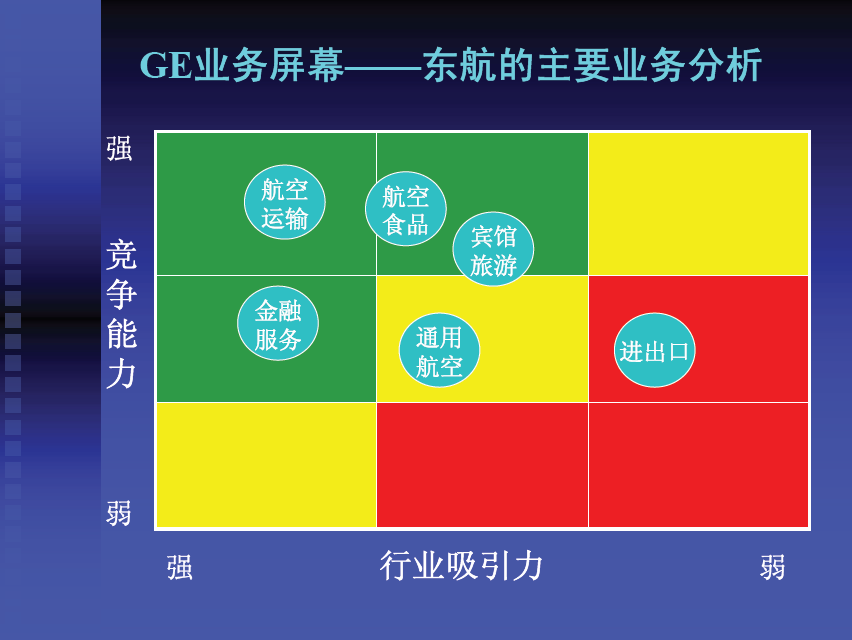 GE业务屏幕——东航的主要业务分析
强
航空
运输
航空
食品
宾馆
旅游
竞
争
能
力
金融
服务
通用
航空
进出口
弱
强
行业吸引力
弱